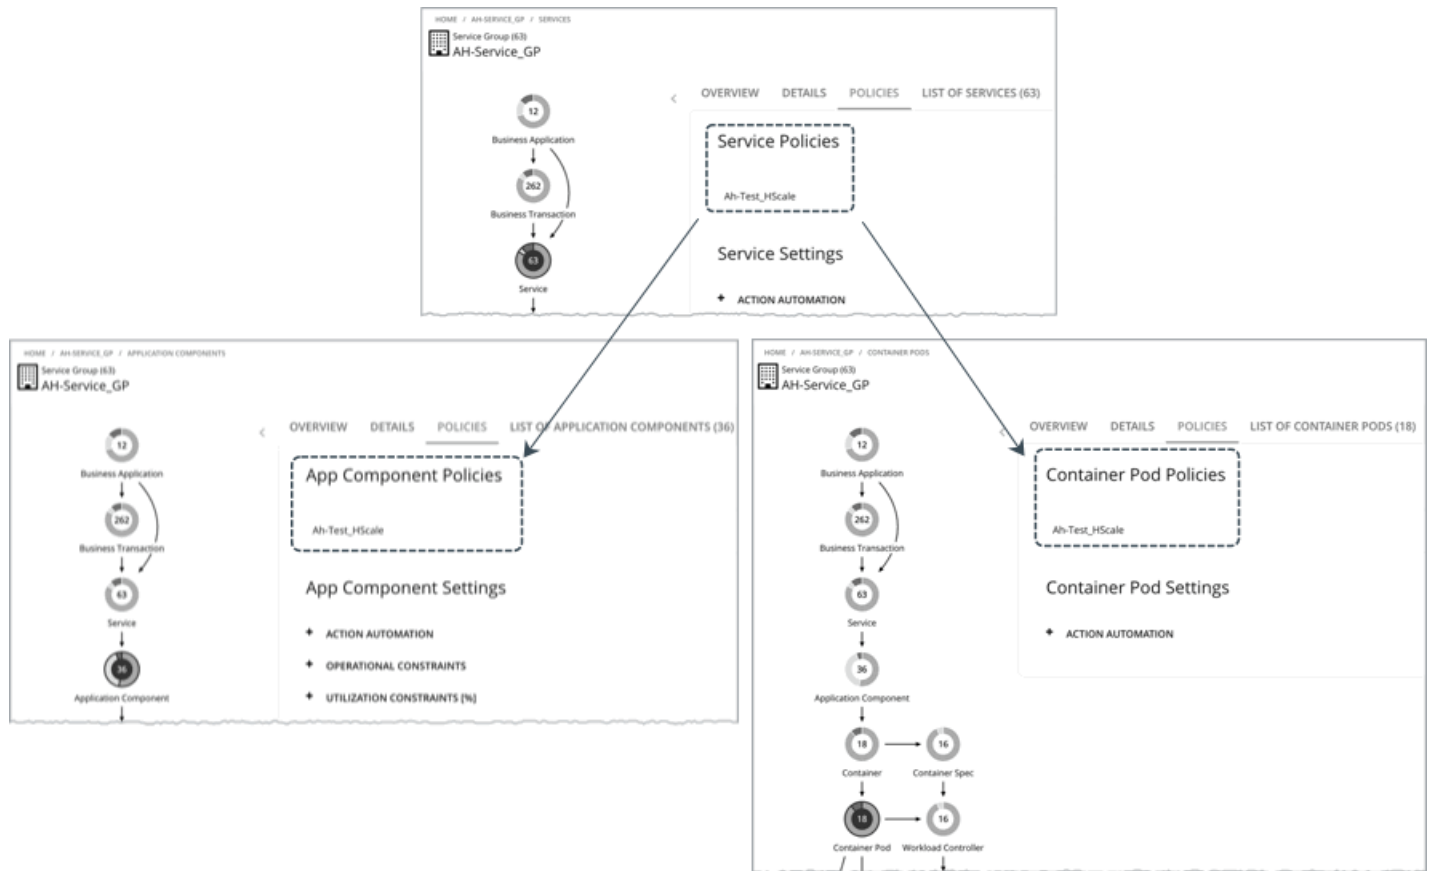 HOME / AH-SERVICE_GP / SERVICES
Service Group (63)
AH-Service_GP
OVERVIEW DETAILS POLICIES LIST OF SERVICES (63)
12
Business Application
262
Business Transaction
63
Service
Service Policies
Ah-Test_HScale
Service Settings
+ ACTION AUTOMATION
HOME / AH-SERVICE_GP / APPLICATION COMPONENTS
Service Group (63)
AH-Service_GP
OVERVIEW DETAILS POLICIES LIST OF APPLICATION COMPONENTS (36)
12
Business Application
262
Business Transaction
63
Service
36
Application Component
App Component Policies
Ah-Test_HScale
App Component Settings
+ ACTION AUTOMATION
+ OPERATIONAL CONSTRAINTS
+ UTILIZATION CONSTRAINTS [%]
HOME / AH-SERVICE_GP / CONTAINER PODS
Service Group (63)
AH-Service_GP
OVERVIEW DETAILS POLICIES LIST OF CONTAINER PODS (18)
12
Business Application
262
Business Transaction
63
Service
36
Application Component
18 16
Container Container Spec
18 16
Container Pod Workload Controller
Container Pod Policies
Ah-Test_HScale
Container Pod Settings
+ ACTION AUTOMATION